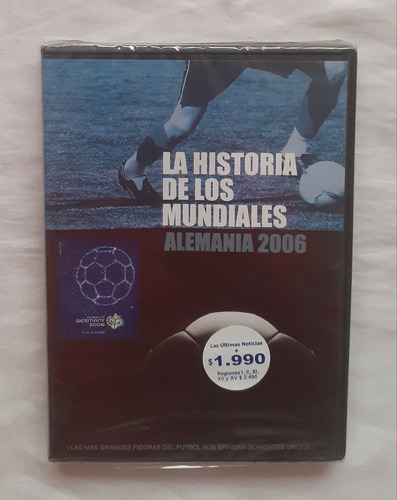 LA HISTORIA
DE LOS
MUNDIALES
ALEMANIA 2006
GERMANY
2006
Las Últimas Noticias
+
$1.990
Regiones I, II, XI,
XII y XV $ 2.490
LAS MAS GRANDES FIGURAS DEL FUTBOL NOS BRINDAN MOMENTOS UNICOS